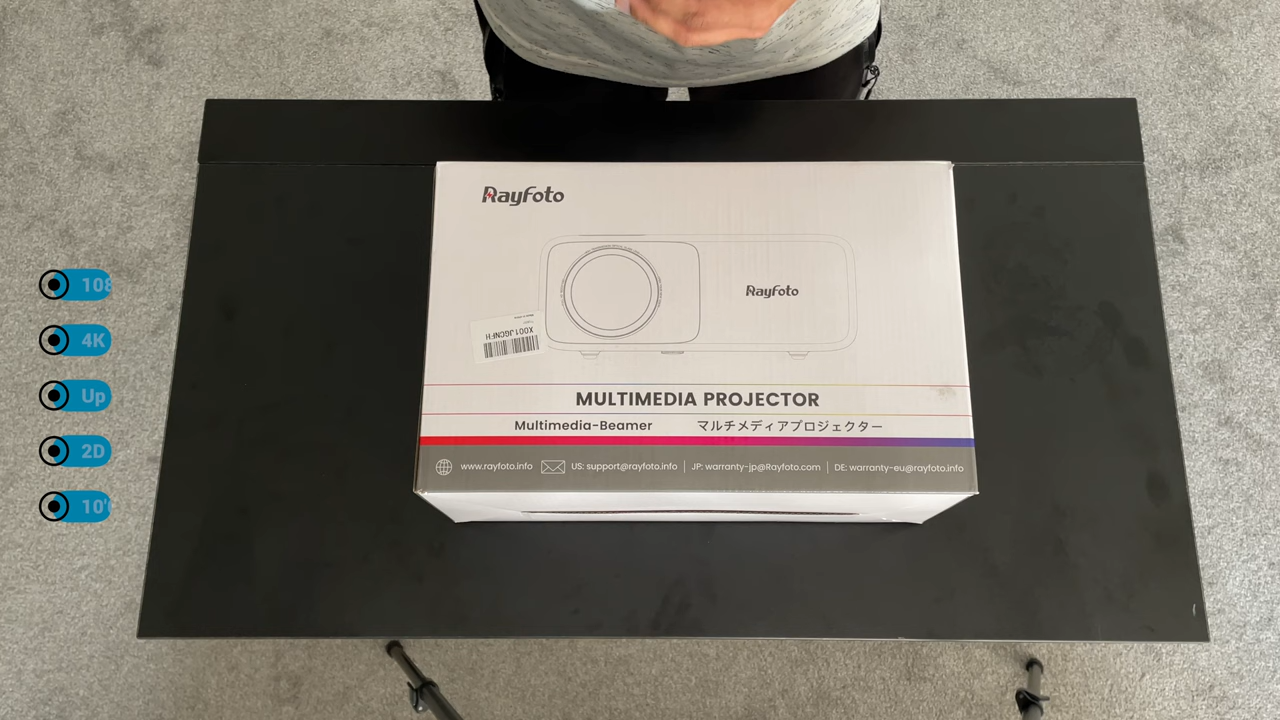 Rayfoto
Rayfoto
X001JGCNFH
MULTIMEDIA PROJECTOR
Multimedia-Beamer マルチメディアプロジェクター
www.rayfoto.info US: support@rayfoto.info JP: warranty-jp@Rayfoto.com DE: warranty-eu@rayfoto.info
108
4K
Up
2D
10'